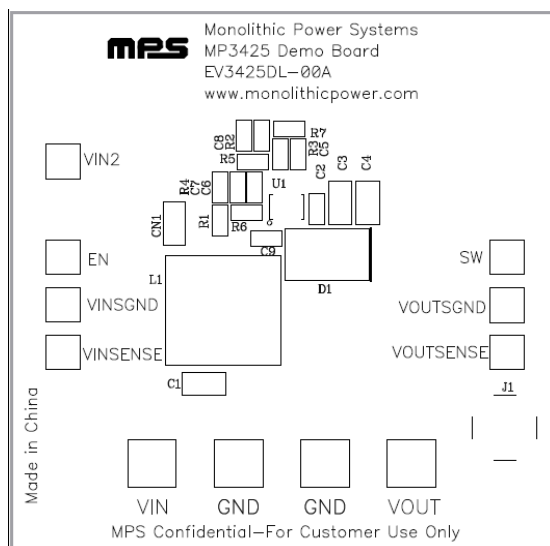 mps
Monolithic Power Systems
MP3425 Demo Board
EV3425DL-00A
www.monolithicpower.com
C8
R2
R7
R3
C5
R5
VIN2
R4
C7
C6
U1
C2
C3
C4
CN1
R1
R6
C9
EN
L1
D1
SW
VINSGND
VOUTSGND
VINSENSE
VOUTSENSE
C1
J1
Made in China
VIN
GND
GND
VOUT
MPS Confidential-For Customer Use Only